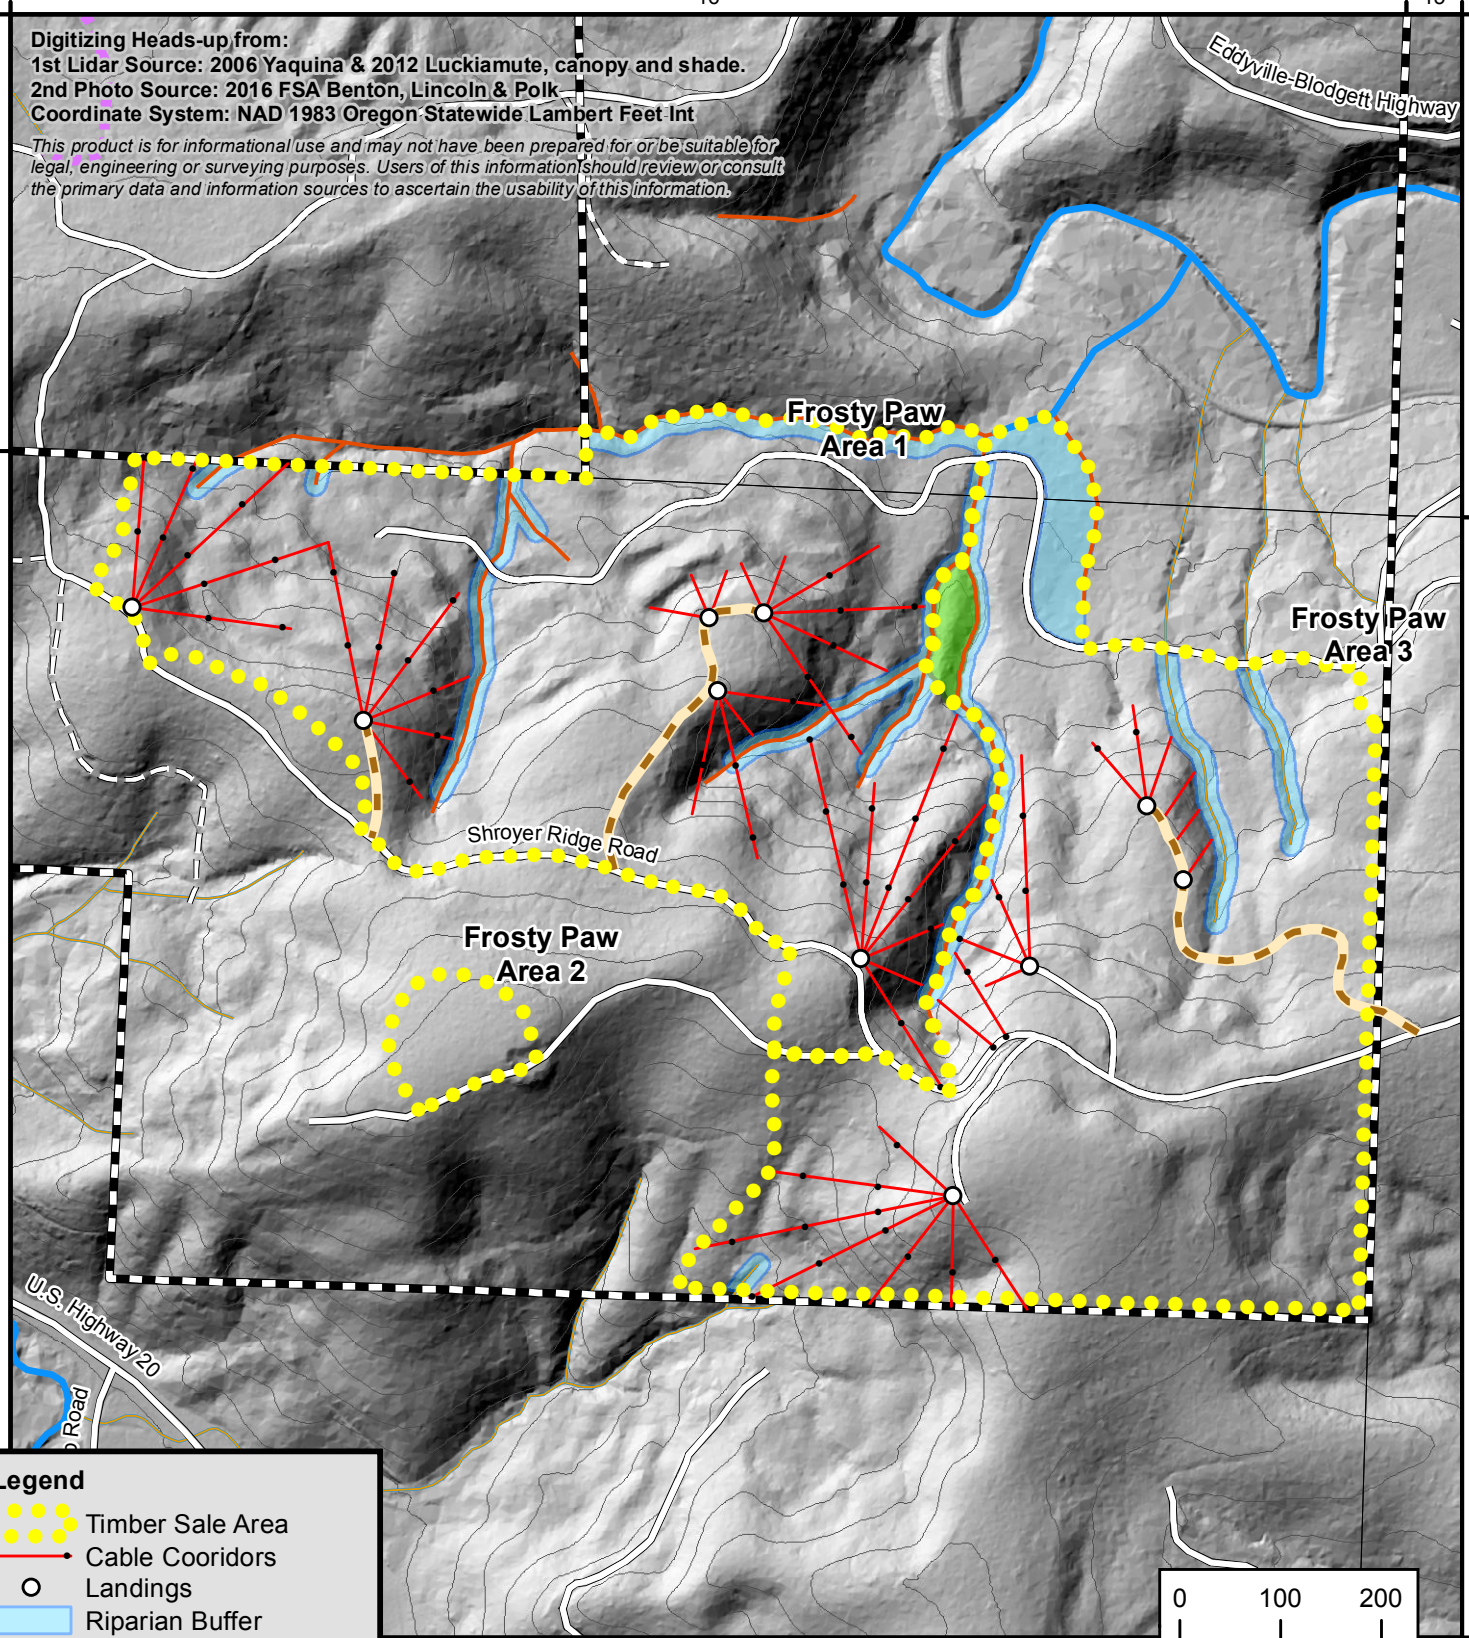 Digitizing Heads-up from:
1st Lidar Source: 2006 Yaquina & 2012 Luckiamute, canopy and shade.
2nd Photo Source: 2016 FSA Benton, Lincoln & Polk
Coordinate System: NAD 1983 Oregon Statewide Lambert Feet Int
This product is for informational use and may not have been prepared for or be suitable for
legal, engineering or surveying purposes. Users of this information should review or consult
the primary data and information sources to ascertain the usability of this information.
Eddyville-Blodgett Highway
Frosty Paw
Area 1
Frosty Paw
Area 3
Shroyer Ridge Road
Frosty Paw
Area 2
U.S. Highway 20
Road
Legend
Timber Sale Area
Cable Cooridors
Landings
Riparian Buffer
0 100 200